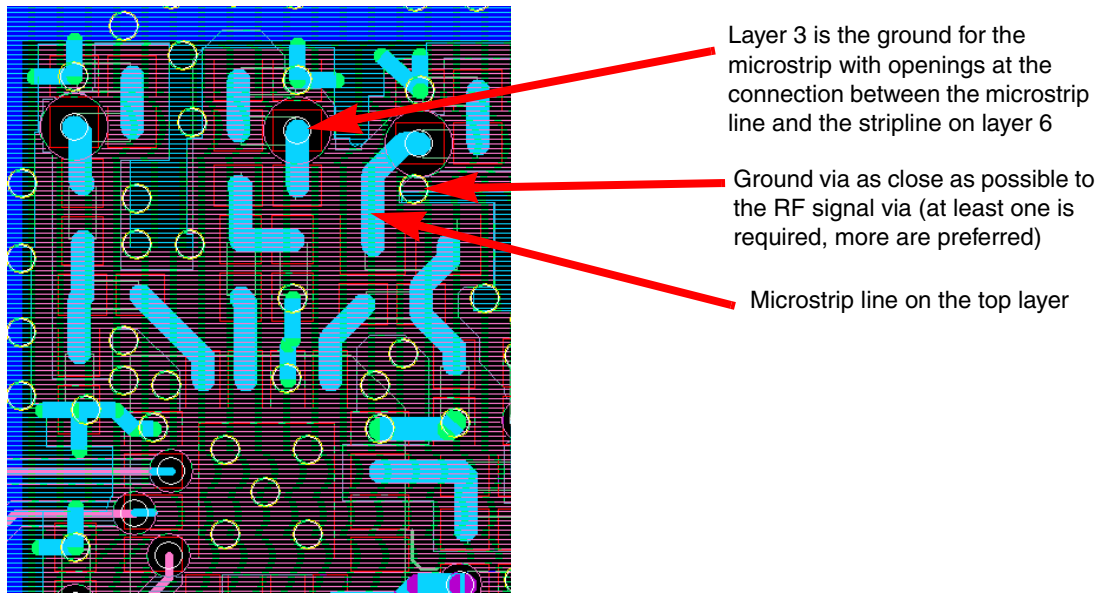 Layer 3 is the ground for the
microstrip with openings at the
connection between the microstrip
line and the stripline on layer 6
Ground via as close as possible to
the RF signal via (at least one is
required, more are preferred)
Microstrip line on the top layer